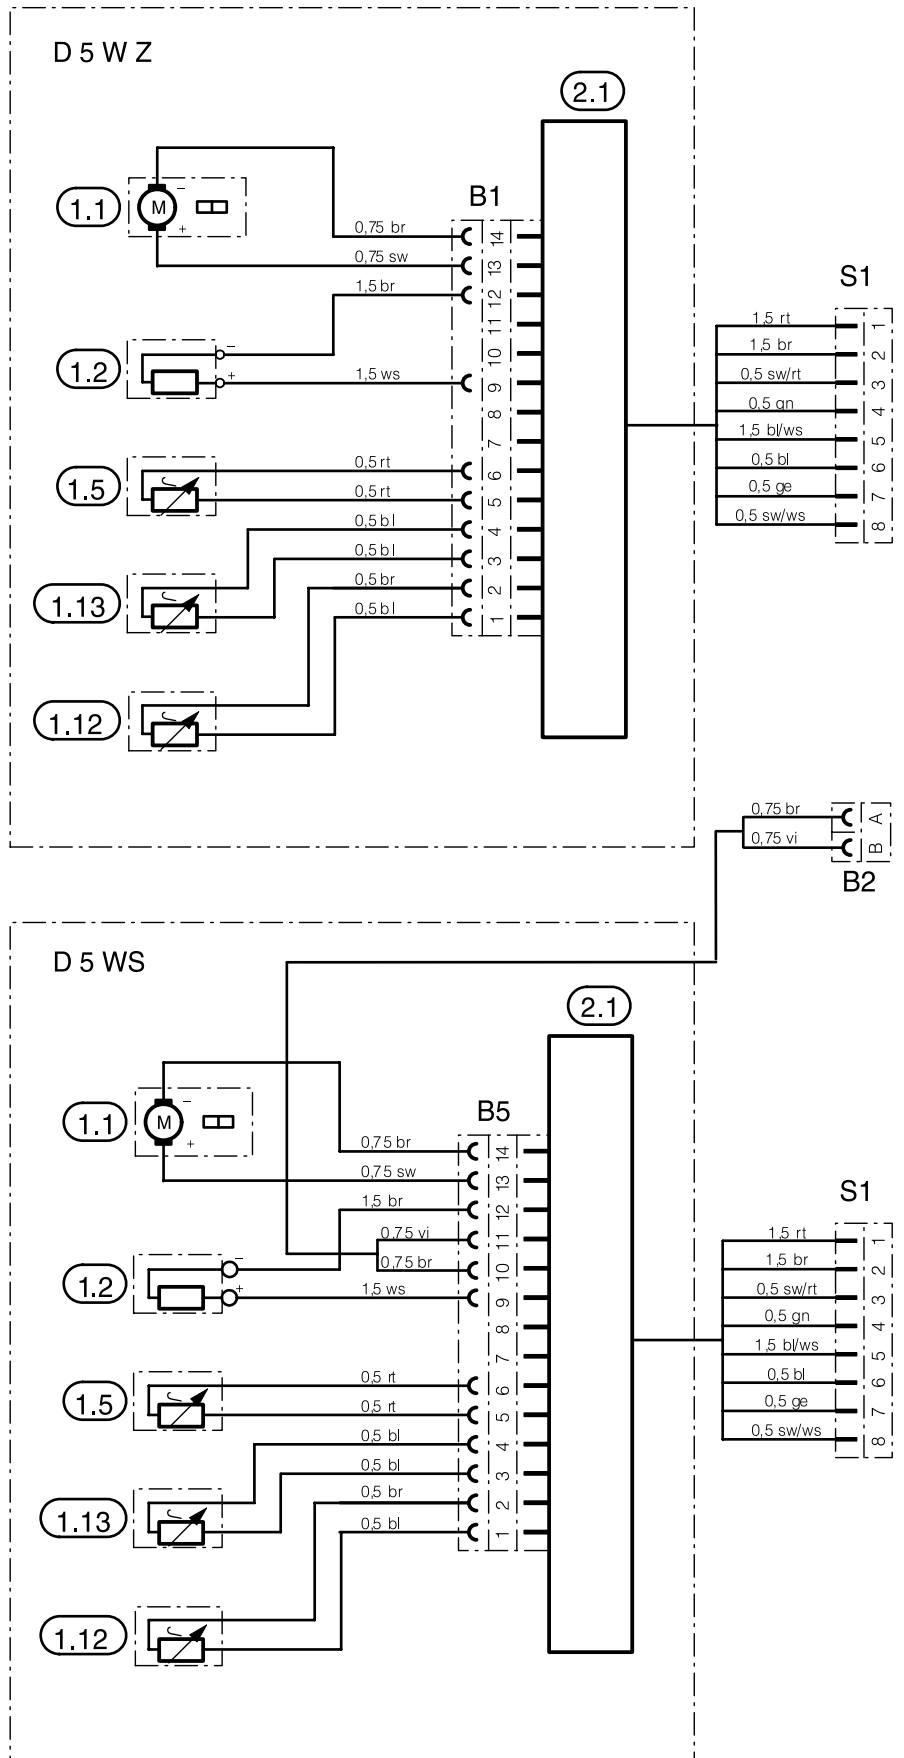 D 5 W Z
2.1
1.1
M
−
+
B1
0,75 br
14
0,75 sw
13
1,5 br
12
11
10
1.2
−
+
1,5 ws
9
8
7
1.5
0,5 rt
6
0,5 rt
5
0,5 bl
4
0,5 bl
3
1.13
0,5 br
2
0,5 bl
1
1.12
S1
1,5 rt
1
1,5 br
2
0,5 sw/rt
3
0,5 gn
4
1,5 bl/ws
5
0,5 bl
6
0,5 ge
7
0,5 sw/ws
8
0,75 br
A
0,75 vi
B
B2
D 5 WS
2.1
1.1
M
−
+
B5
0,75 br
14
0,75 sw
13
1,5 br
12
0,75 vi
11
0,75 br
10
1.2
−
+
1,5 ws
9
8
7
1.5
0,5 rt
6
0,5 rt
5
0,5 bl
4
0,5 bl
3
1.13
0,5 br
2
0,5 bl
1
1.12
S1
1,5 rt
1
1,5 br
2
0,5 sw/rt
3
0,5 gn
4
1,5 bl/ws
5
0,5 bl
6
0,5 ge
7
0,5 sw/ws
8